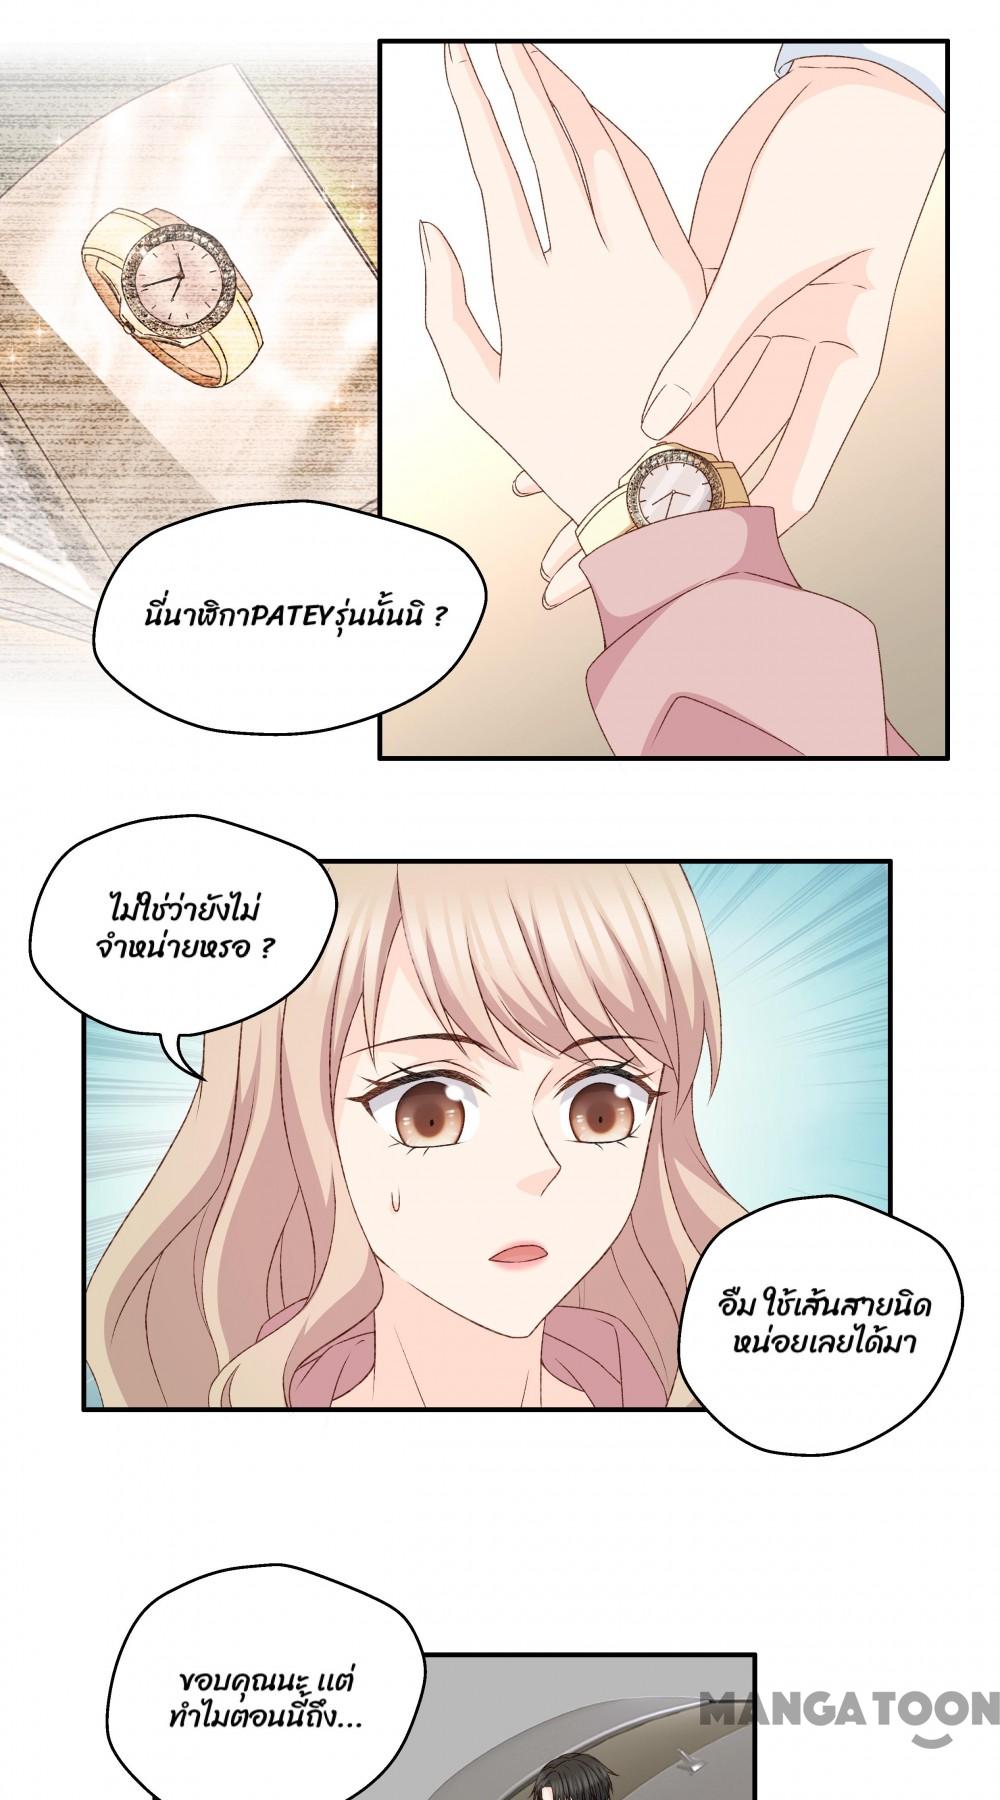 นี่นาฬิกาPATEYรุ่นนั้นนิ ?
ไม่ใช่ว่ายังไม่
จำหน่ายหรอ ?
อืม ใช้เส้นสายนิด
หน่อยเลยได้มา
ขอบคุณนะ แต่
ทำไมตอนนี้ถึง...
MANGATOON